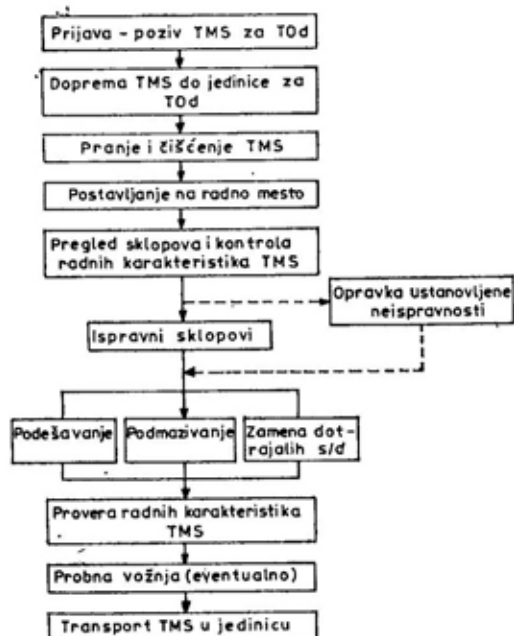 Prijava - poziv TMS za TOd
Doprema TMS do jedinice za
TOd
Pranje i čišćenje TMS
Postavljanje na radno mesto
Pregled sklopova i kontrola
radnih karakteristika TMS
Opravka ustanovljene
neispravnosti
Ispravni sklopovi
Podešavanje
Podmazivanje
Zamena dot-
rajalih s/d
Provera radnih karakteristika
TMS
Probna vožnja (eventualno)
Transport TMS u jedinicu